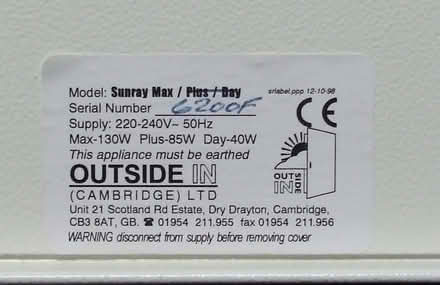 Model: Sunray Max / Plus / Day
srlabel.ppp 12-10-98
Serial Number 6200F
CE
Supply: 220-240V~ 50Hz
Max-130W Plus-85W Day-40W
This appliance must be earthed
OUTSIDE IN
OUTSIDE
IN
(CAMBRIDGE) LTD
Unit 21 Scotland Rd Estate, Dry Drayton, Cambridge,
CB3 8AT, GB. ☎ 01954 211.955 fax 01954 211.956
WARNING disconnect from supply before removing cover